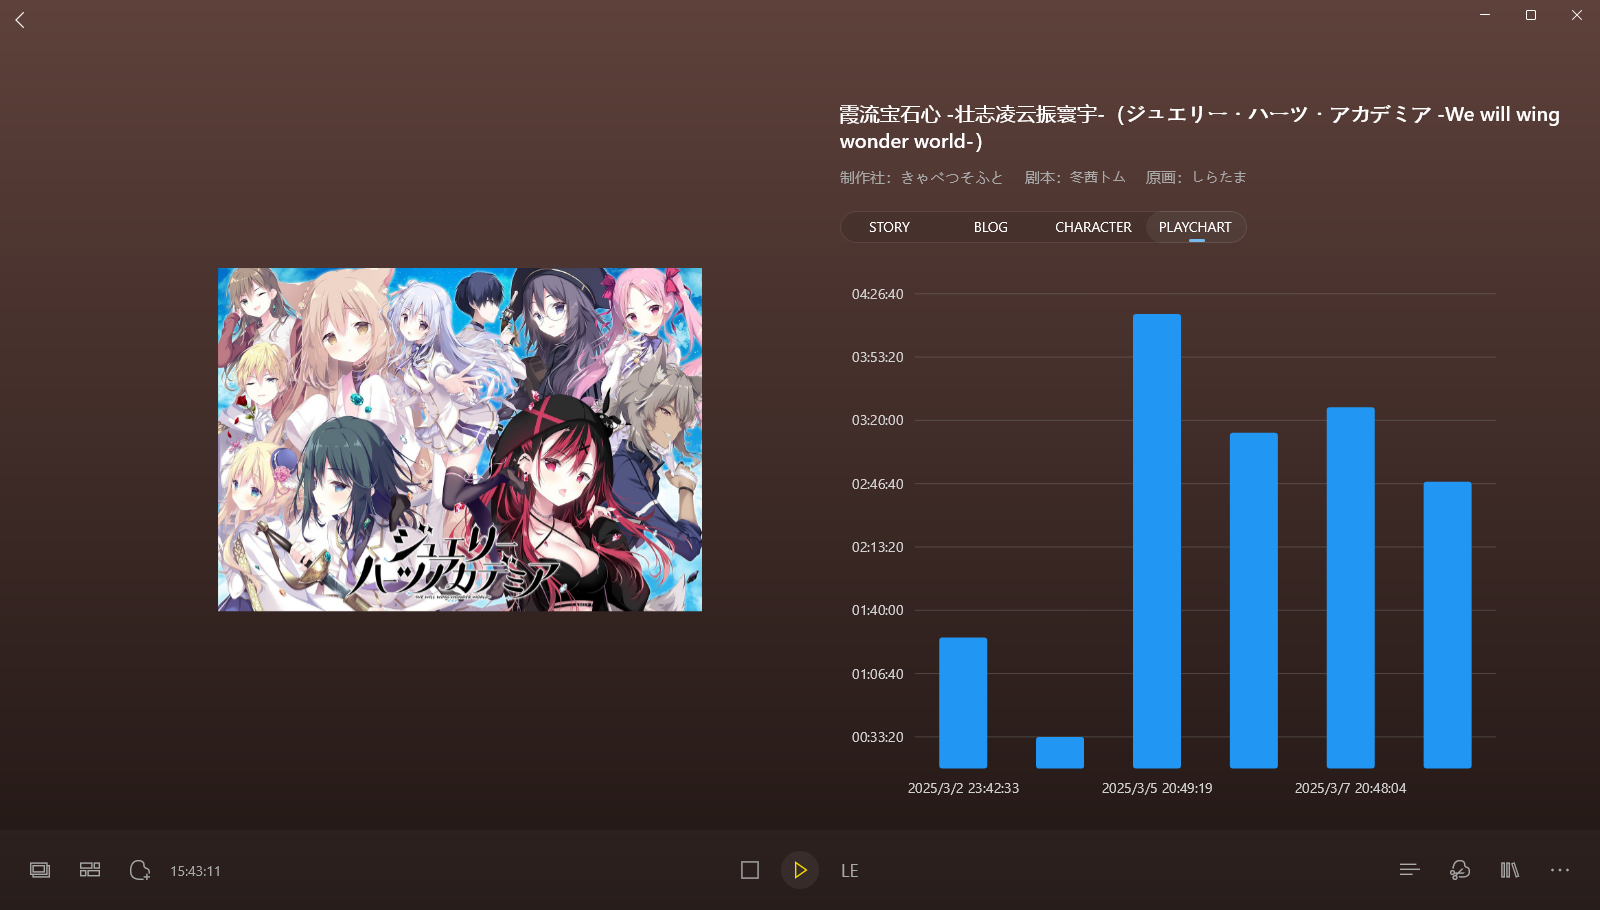 霞流宝石心 -壮志凌云振寰宇-（ジュエリー・ハーツ・アカデミア -We will wing
wonder world-）
制作社：きゃべつそふと 剧本：冬茜トム 原画：しらたま
STORY BLOG CHARACTER PLAYCHART
04:26:40
03:53:20
03:20:00
02:46:40
02:13:20
01:40:00
01:06:40
00:33:20
2025/3/2 23:42:33 2025/3/5 20:49:19 2025/3/7 20:48:04
ジュエリー
ハーツアカデミア
WE WILL WING WONDER WORLD
15:43:11
LE